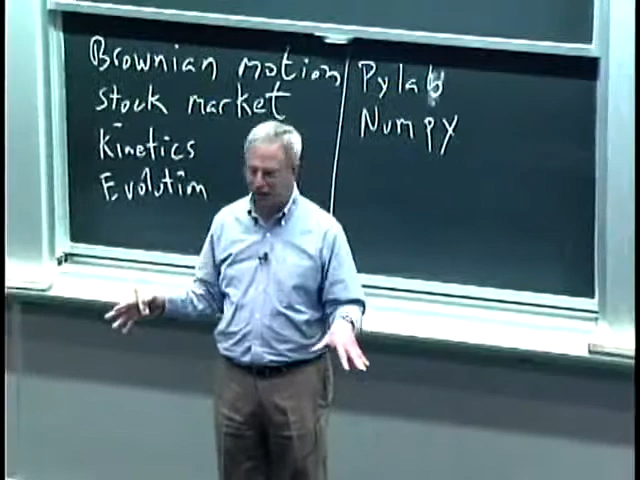 Brownian motion
Stock market
Kinetics
Evolution
Pylab
Numpy